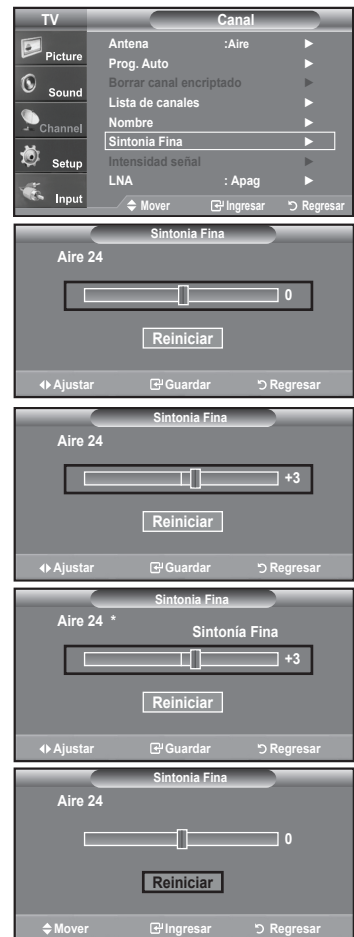 TV
Canal
Picture
Sound
Channel
Setup
Input
Antena :Aire
Prog. Auto
Borrar canal encriptado
Lista de canales
Nombre
Sintonia Fina
Intensidad señal
LNA : Apag
Mover Ingresar Regresar
Sintonia Fina
Aire 24
0
Reiniciar
Ajustar Guardar Regresar
Sintonia Fina
Aire 24
+3
Reiniciar
Ajustar Guardar Regresar
Sintonia Fina
Aire 24 *
Sintonía Fina
+3
Reiniciar
Ajustar Guardar Regresar
Sintonia Fina
Aire 24
0
Reiniciar
Mover Ingresar Regresar